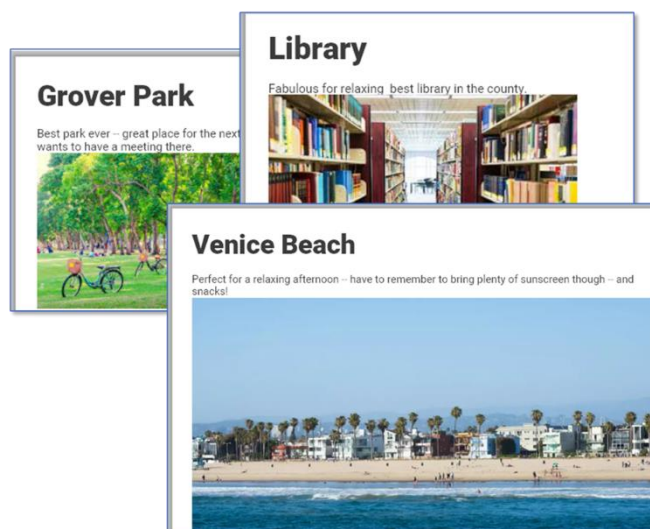 Library
Fabulous for relaxing best library in the county.
Grover Park
Best park ever -- great place for the next
wants to have a meeting there.
Venice Beach
Perfect for a relaxing afternoon -- have to remember to bring plenty of sunscreen though -- and
snacks!